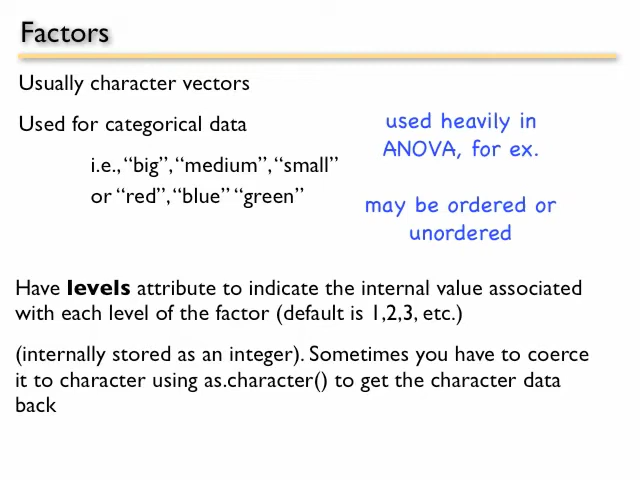 Factors
Usually character vectors
Used for categorical data
used heavily in
ANOVA, for ex.
i.e., “big”, “medium”, “small”
or “red”, “blue” “green”
may be ordered or
unordered
Have levels attribute to indicate the internal value associated
with each level of the factor (default is 1,2,3, etc.)
(internally stored as an integer). Sometimes you have to coerce
it to character using as.character() to get the character data
back